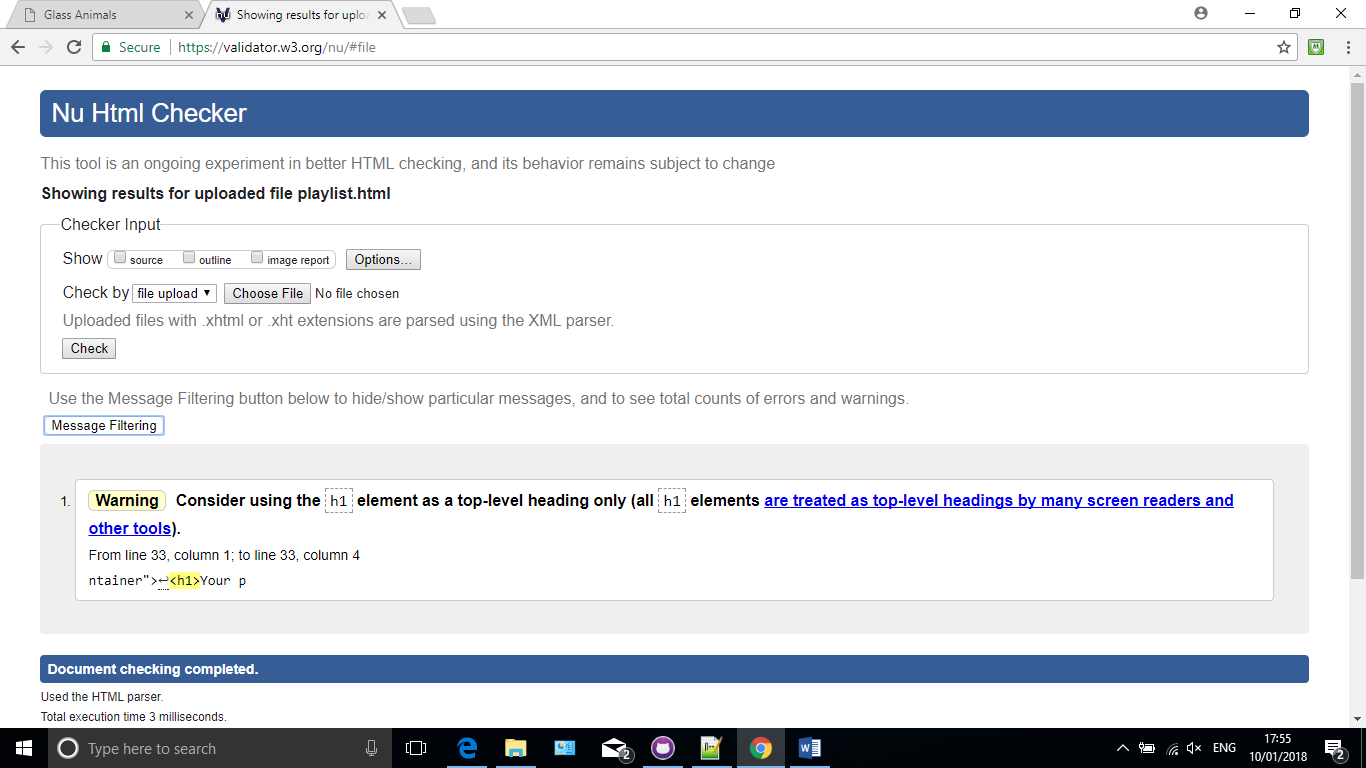 Glass Animals
Showing results for uplo
Secure https://validator.w3.org/nu/#file
Nu Html Checker
This tool is an ongoing experiment in better HTML checking, and its behavior remains subject to change
Showing results for uploaded file playlist.html
Checker Input
Show source outline image report Options...
Check by file upload Choose File No file chosen
Uploaded files with .xhtml or .xht extensions are parsed using the XML parser.
Check
Use the Message Filtering button below to hide/show particular messages, and to see total counts of errors and warnings.
Message Filtering
1. Warning Consider using the h1 element as a top-level heading only (all h1 elements are treated as top-level headings by many screen readers and
other tools).
From line 33, column 1; to line 33, column 4
ntainer">↩<h1>Your p
Document checking completed.
Used the HTML parser.
Total execution time 3 milliseconds.
Type here to search
2
ENG
17:55
10/01/2018
2